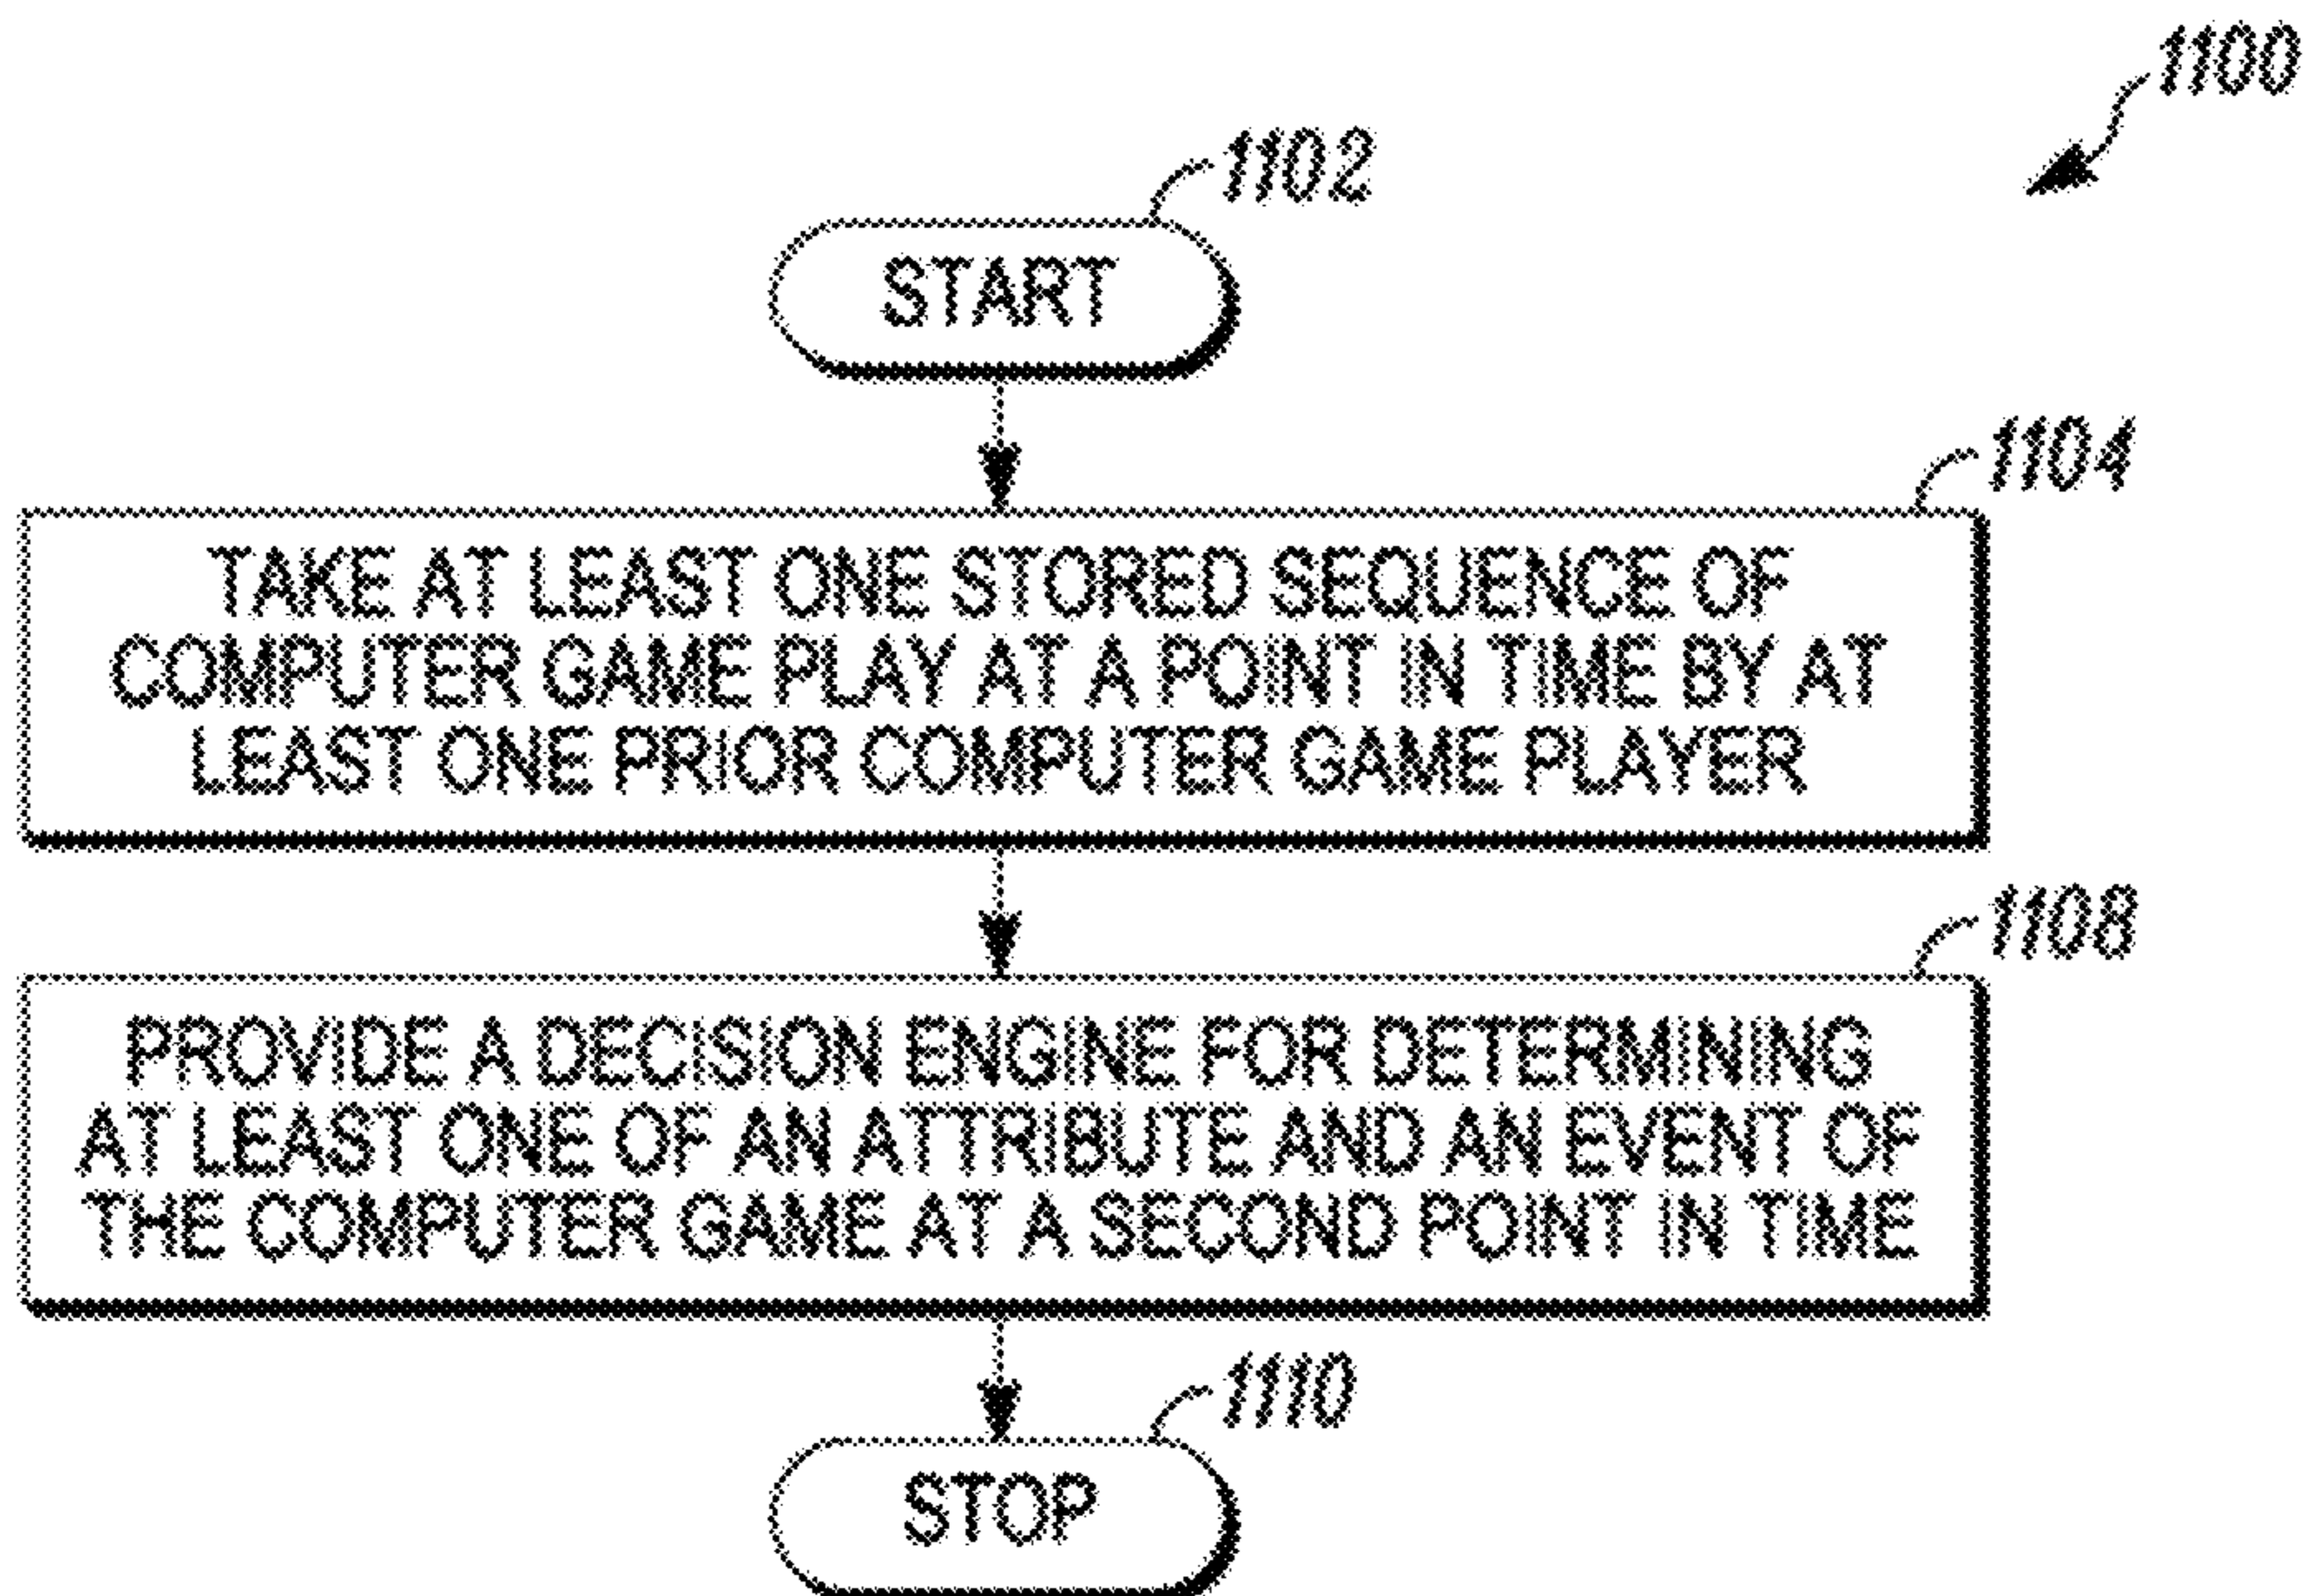 1100
1102
START
1104
TAKE AT LEAST ONE STORED SEQUENCE OF
COMPUTER GAME PLAY AT A POINT IN TIME BY AT
LEAST ONE PRIOR COMPUTER GAME PLAYER
1108
PROVIDE A DECISION ENGINE FOR DETERMINING
AT LEAST ONE OF AN ATTRIBUTE AND AN EVENT OF
THE COMPUTER GAME AT A SECOND POINT IN TIME
1110
STOP